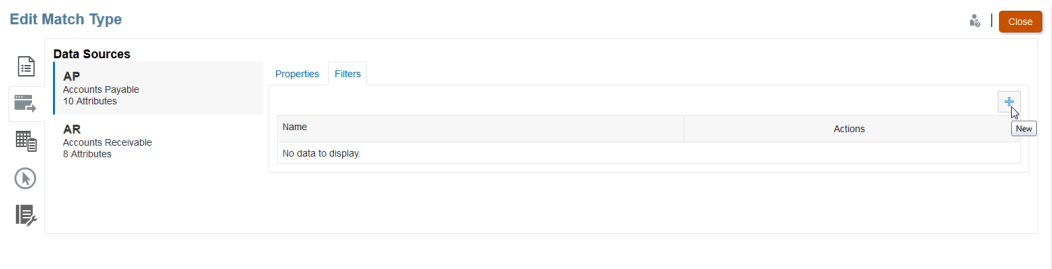 Edit Match Type
Close
Data Sources
AP
Accounts Payable
10 Attributes
AR
Accounts Receivable
8 Attributes
Properties Filters
New
Name Actions
No data to display.